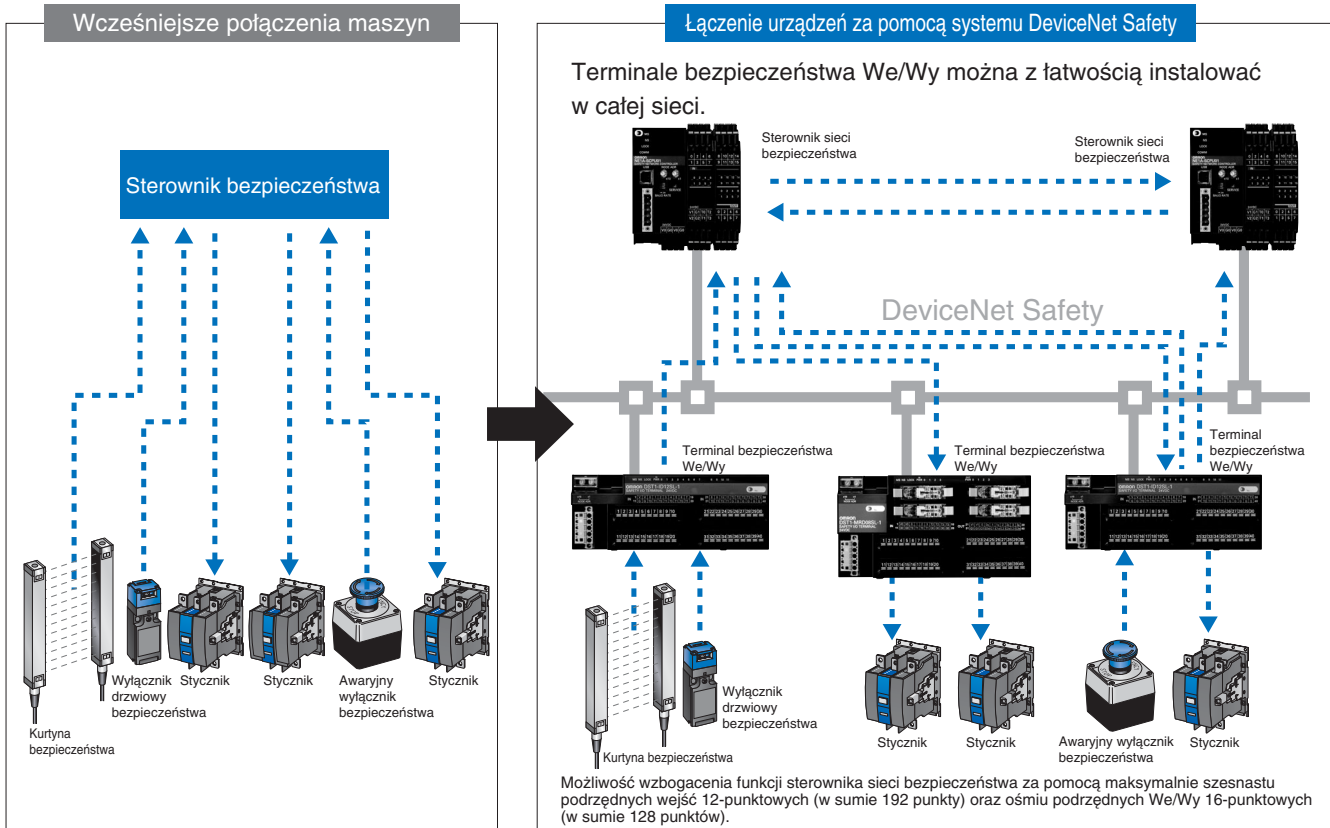 Wcześniejsze połączenia maszyn
Sterownik bezpieczeństwa
Kurtyna
bezpieczeństwa
Wyłącznik
drzwiowy
bezpieczeństwa
Stycznik
Stycznik
Awaryjny
wyłącznik
bezpieczeństwa
Stycznik
Łączenie urządzeń za pomocą systemu DeviceNet Safety
Terminale bezpieczeństwa We/Wy można z łatwością instalować
w całej sieci.
Sterownik sieci
bezpieczeństwa
Sterownik sieci
bezpieczeństwa
DeviceNet Safety
Terminal bezpieczeństwa
We/Wy
Terminal bezpieczeństwa
We/Wy
Terminal
bezpieczeństwa
We/Wy
Kurtyna bezpieczeństwa
Wyłącznik
drzwiowy
bezpieczeństwa
Stycznik
Stycznik
Awaryjny wyłącznik
bezpieczeństwa
Stycznik
Możliwość wzbogacenia funkcji sterownika sieci bezpieczeństwa za pomocą maksymalnie szesnastu
podrzędnych wejść 12-punktowych (w sumie 192 punkty) oraz ośmiu podrzędnych We/Wy 16-punktowych
(w sumie 128 punktów).